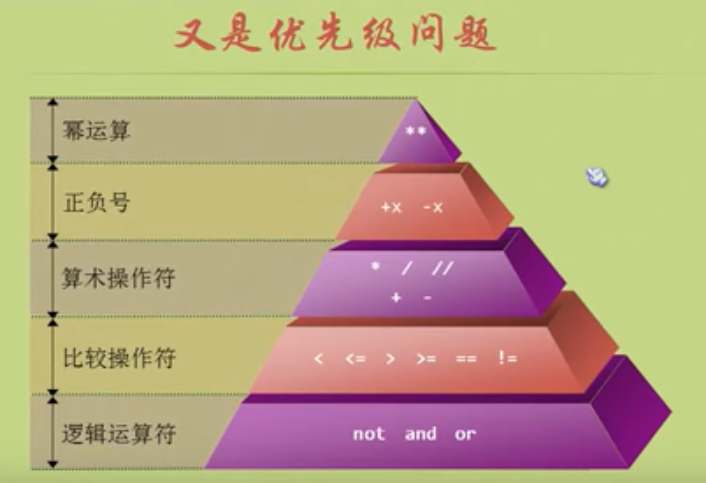 又是优先级问题
幂运算
**
正负号
+x -x
算术操作符
* / //
+ -
比较操作符
< <= > >= == !=
逻辑运算符
not and or